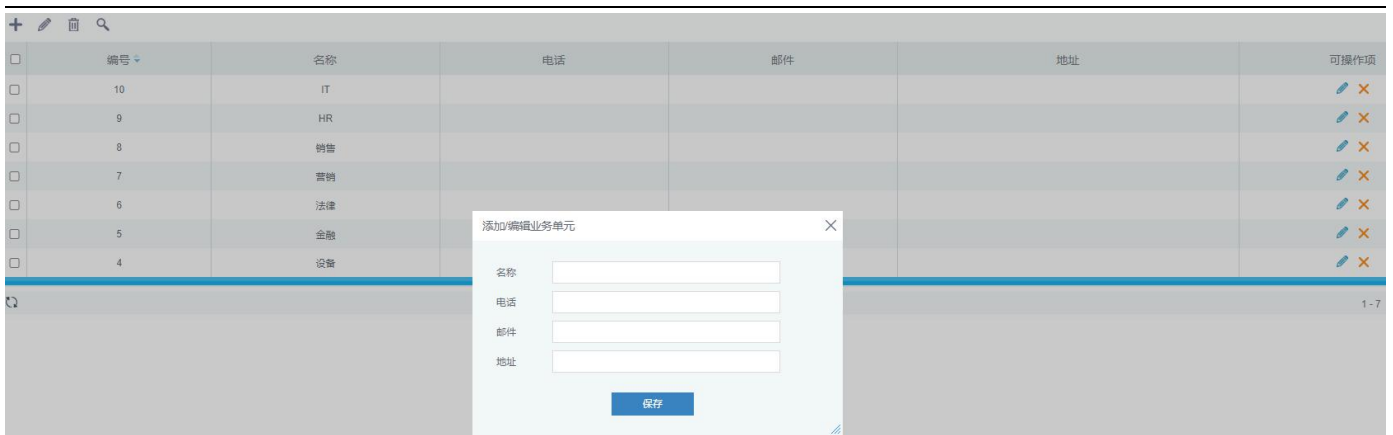 编号 名称 电话 邮件 地址 可操作项
10 IT
9 HR
8 销售
7 营销
6 法律
5 金融
4 设备
添加/编辑业务单元
名称
电话
邮件
地址
保存
1 - 7